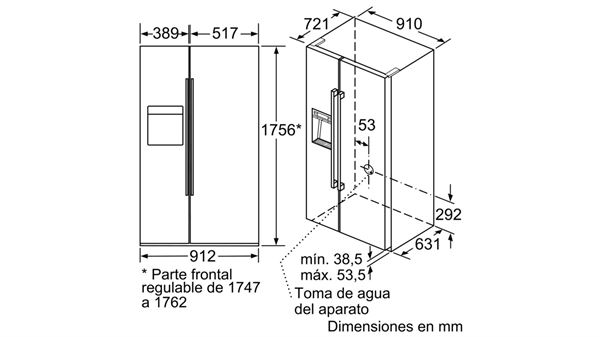 389 517
721 910
1756*
53
292
631
912
mín. 38,5
máx. 53,5
* Parte frontal
regulable de 1747
a 1762
Toma de agua
del aparato
Dimensiones en mm